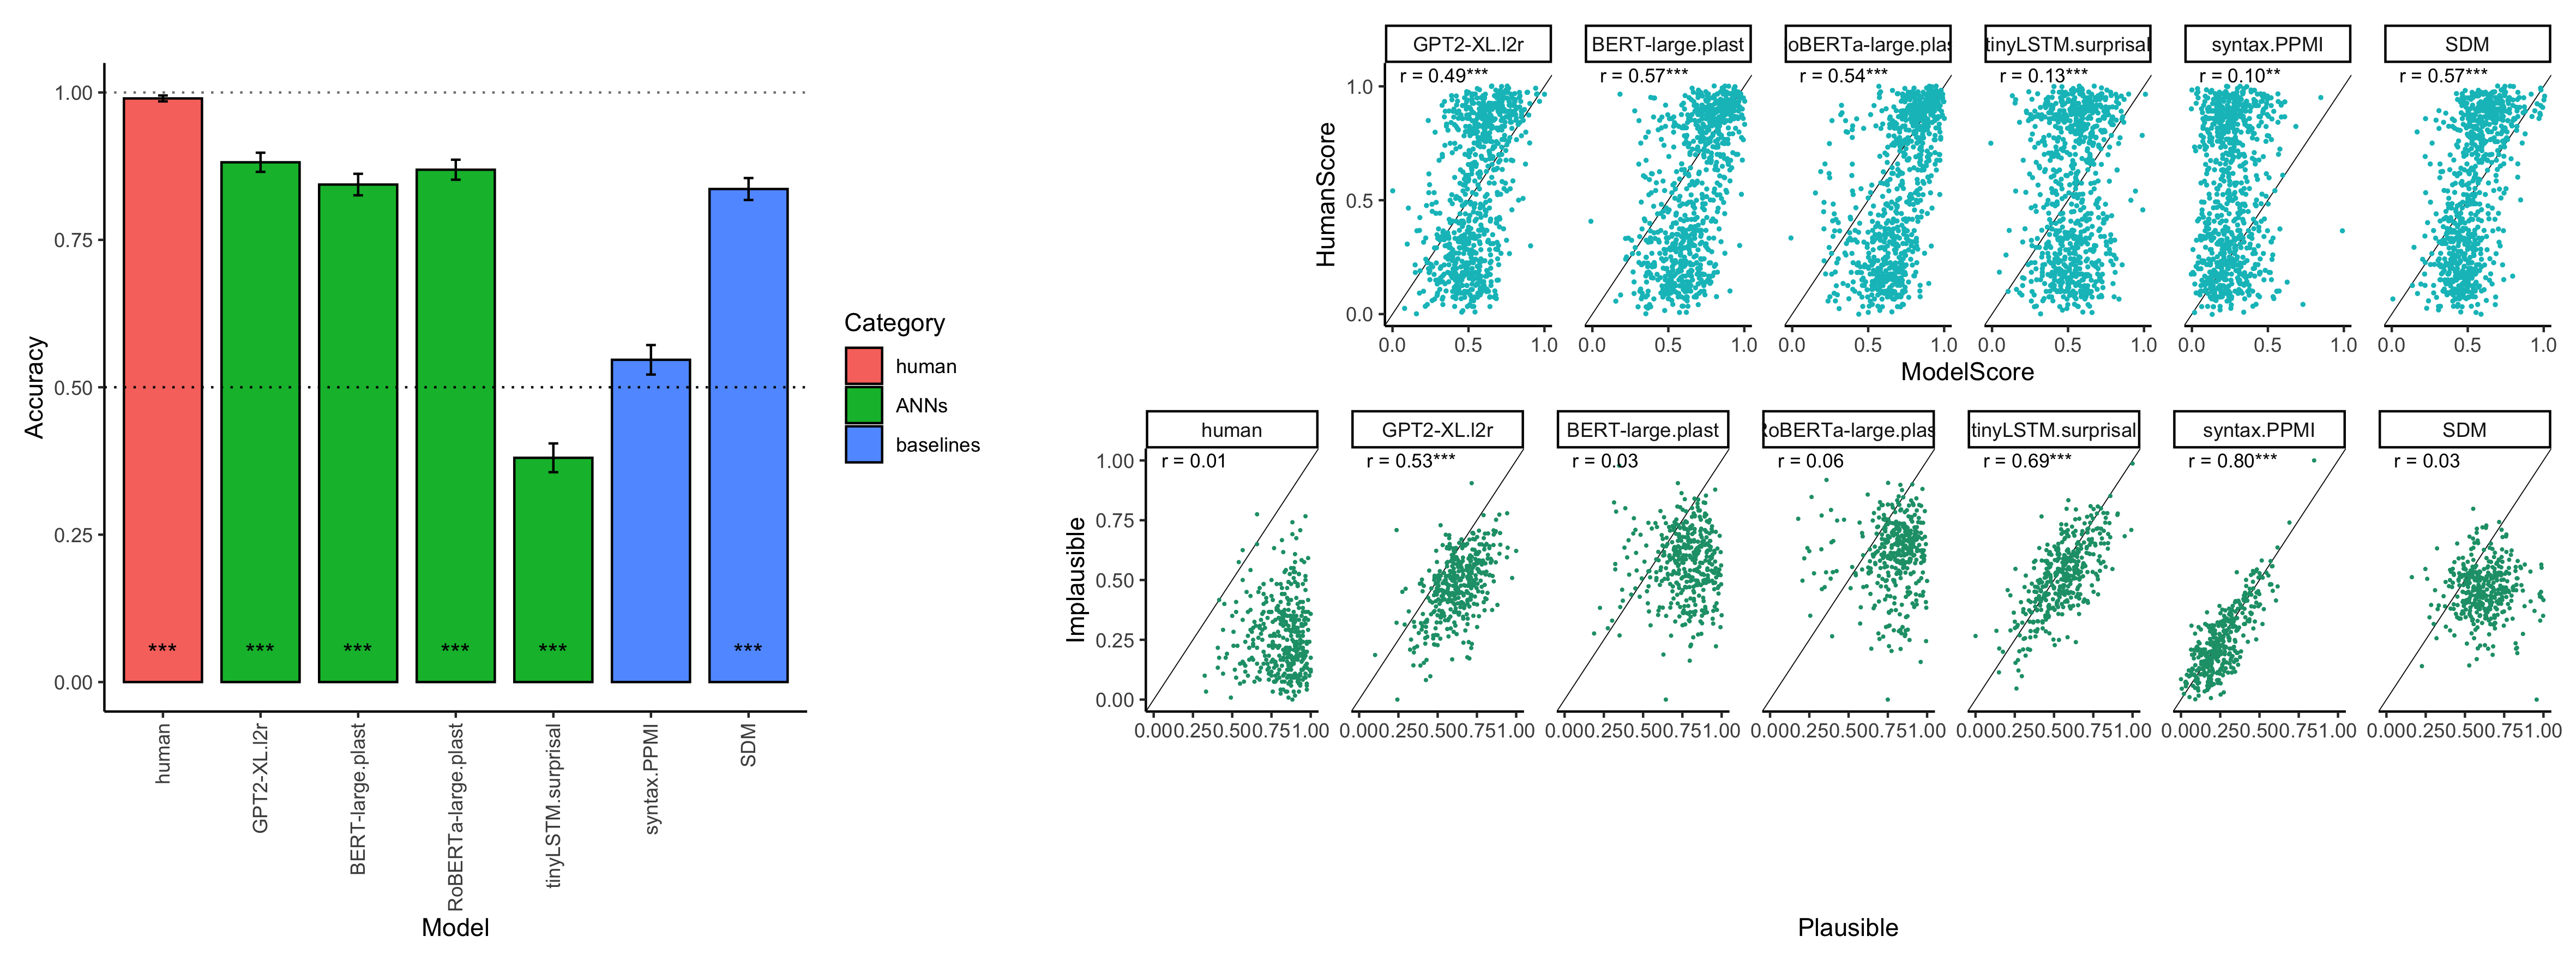 1.00
0.75
0.50
0.25
0.00
Accuracy
***
***
***
***
***
***
human
GPT2-XL.l2r
BERT-large.plast
RoBERTa-large.plast
tinyLSTM.surprisal
syntax.PPMI
SDM
Model
Category
human
ANNs
baselines
GPT2-XL.l2r
BERT-large.plast
oBERTa-large.plas
tinyLSTM.surprisal
syntax.PPMI
SDM
r = 0.49***
r = 0.57***
r = 0.54***
r = 0.13***
r = 0.10**
r = 0.57***
1.0
0.5
0.0
HumanScore
0.0 0.5 1.0
0.0 0.5 1.0
0.0 0.5 1.0
0.0 0.5 1.0
0.0 0.5 1.0
0.0 0.5 1.0
ModelScore
human
GPT2-XL.l2r
BERT-large.plast
RoBERTa-large.plas
tinyLSTM.surprisal
syntax.PPMI
SDM
r = 0.01
r = 0.53***
r = 0.03
r = 0.06
r = 0.69***
r = 0.80***
r = 0.03
1.00
0.75
0.50
0.25
0.00
Implausible
0.000.250.500.751.00
0.000.250.500.751.00
0.000.250.500.751.00
0.000.250.500.751.00
0.000.250.500.751.00
0.000.250.500.751.00
0.000.250.500.751.00
Plausible